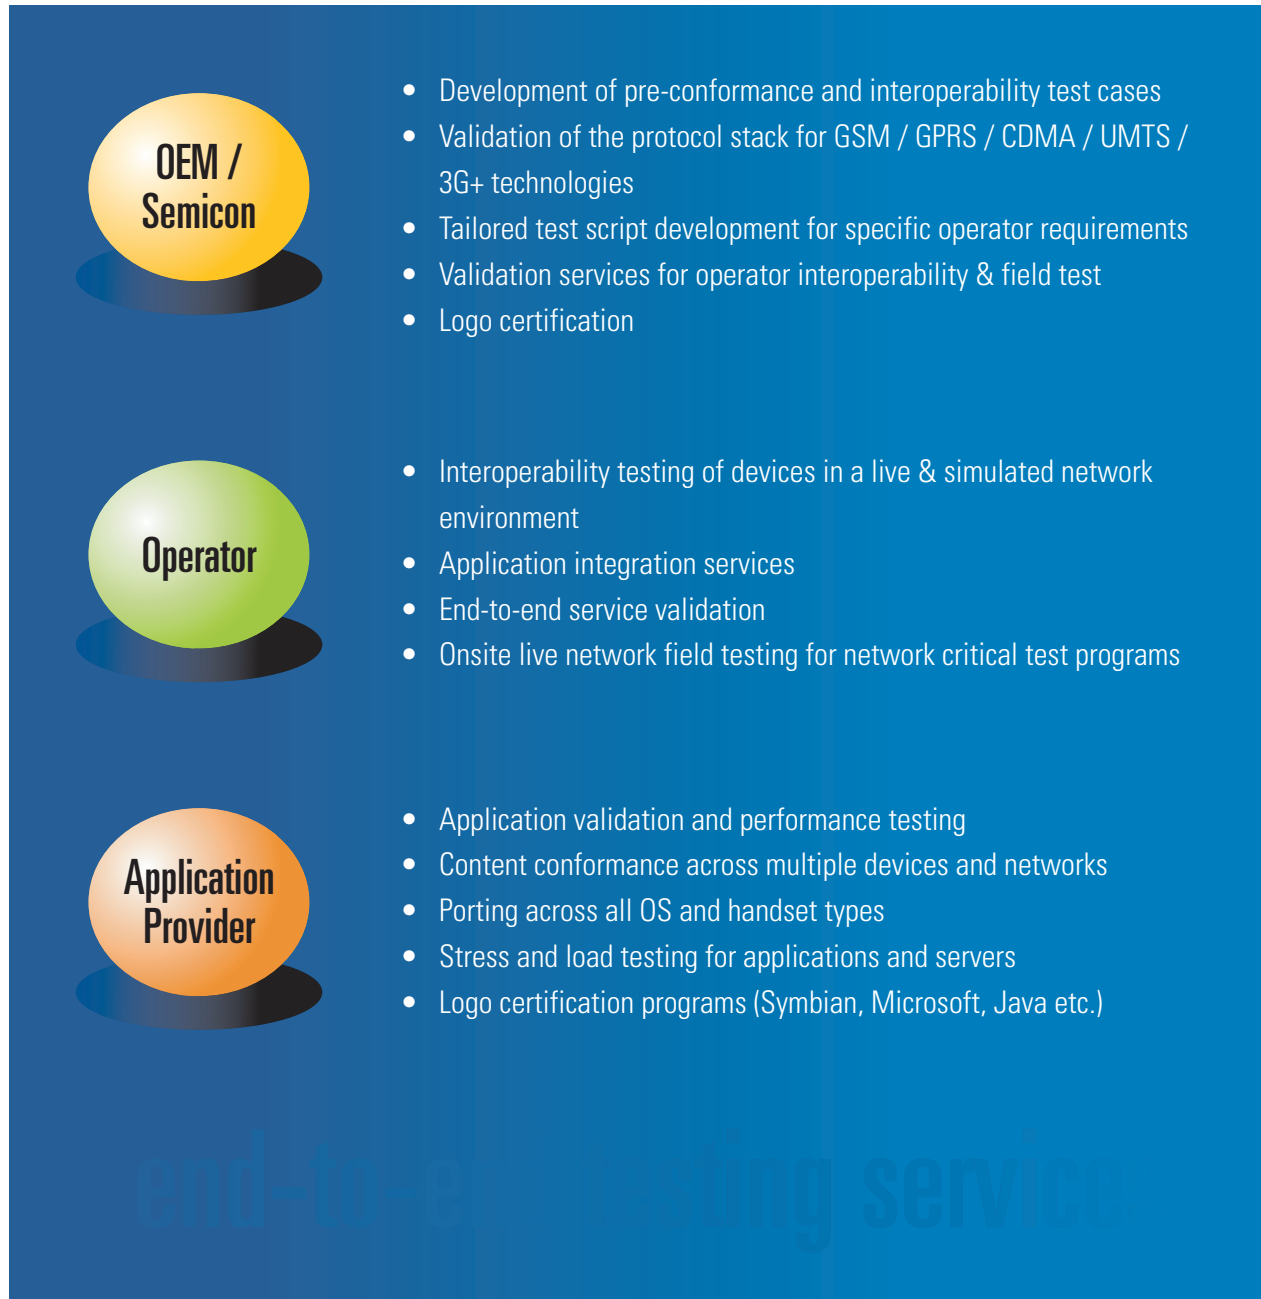 OEM /
Semicon
• Development of pre-conformance and interoperability test cases
• Validation of the protocol stack for GSM / GPRS / CDMA / UMTS /
3G+ technologies
• Tailored test script development for specific operator requirements
• Validation services for operator interoperability & field test
• Logo certification
Operator
• Interoperability testing of devices in a live & simulated network
environment
• Application integration services
• End-to-end service validation
• Onsite live network field testing for network critical test programs
Application
Provider
• Application validation and performance testing
• Content conformance across multiple devices and networks
• Porting across all OS and handset types
• Stress and load testing for applications and servers
• Logo certification programs (Symbian, Microsoft, Java etc.)
end-to-end testing service